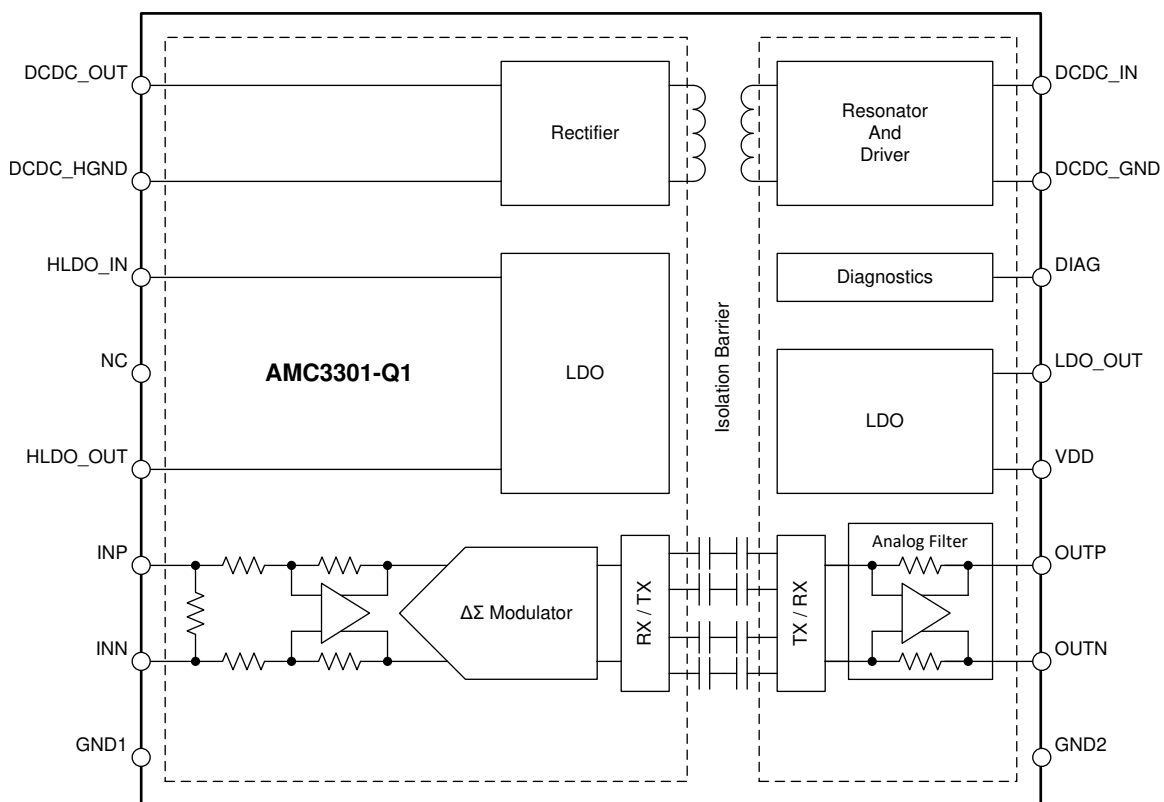 DCDC_OUT
DCDC_HGND
HLDO_IN
NC
HLDO_OUT
INP
INN
GND1
Rectifier
AMC3301-Q1
LDO
ΔΣ Modulator
RX / TX
Isolation Barrier
Resonator
And
Driver
Diagnostics
LDO
TX / RX
Analog Filter
DCDC_IN
DCDC_GND
DIAG
LDO_OUT
VDD
OUTP
OUTN
GND2